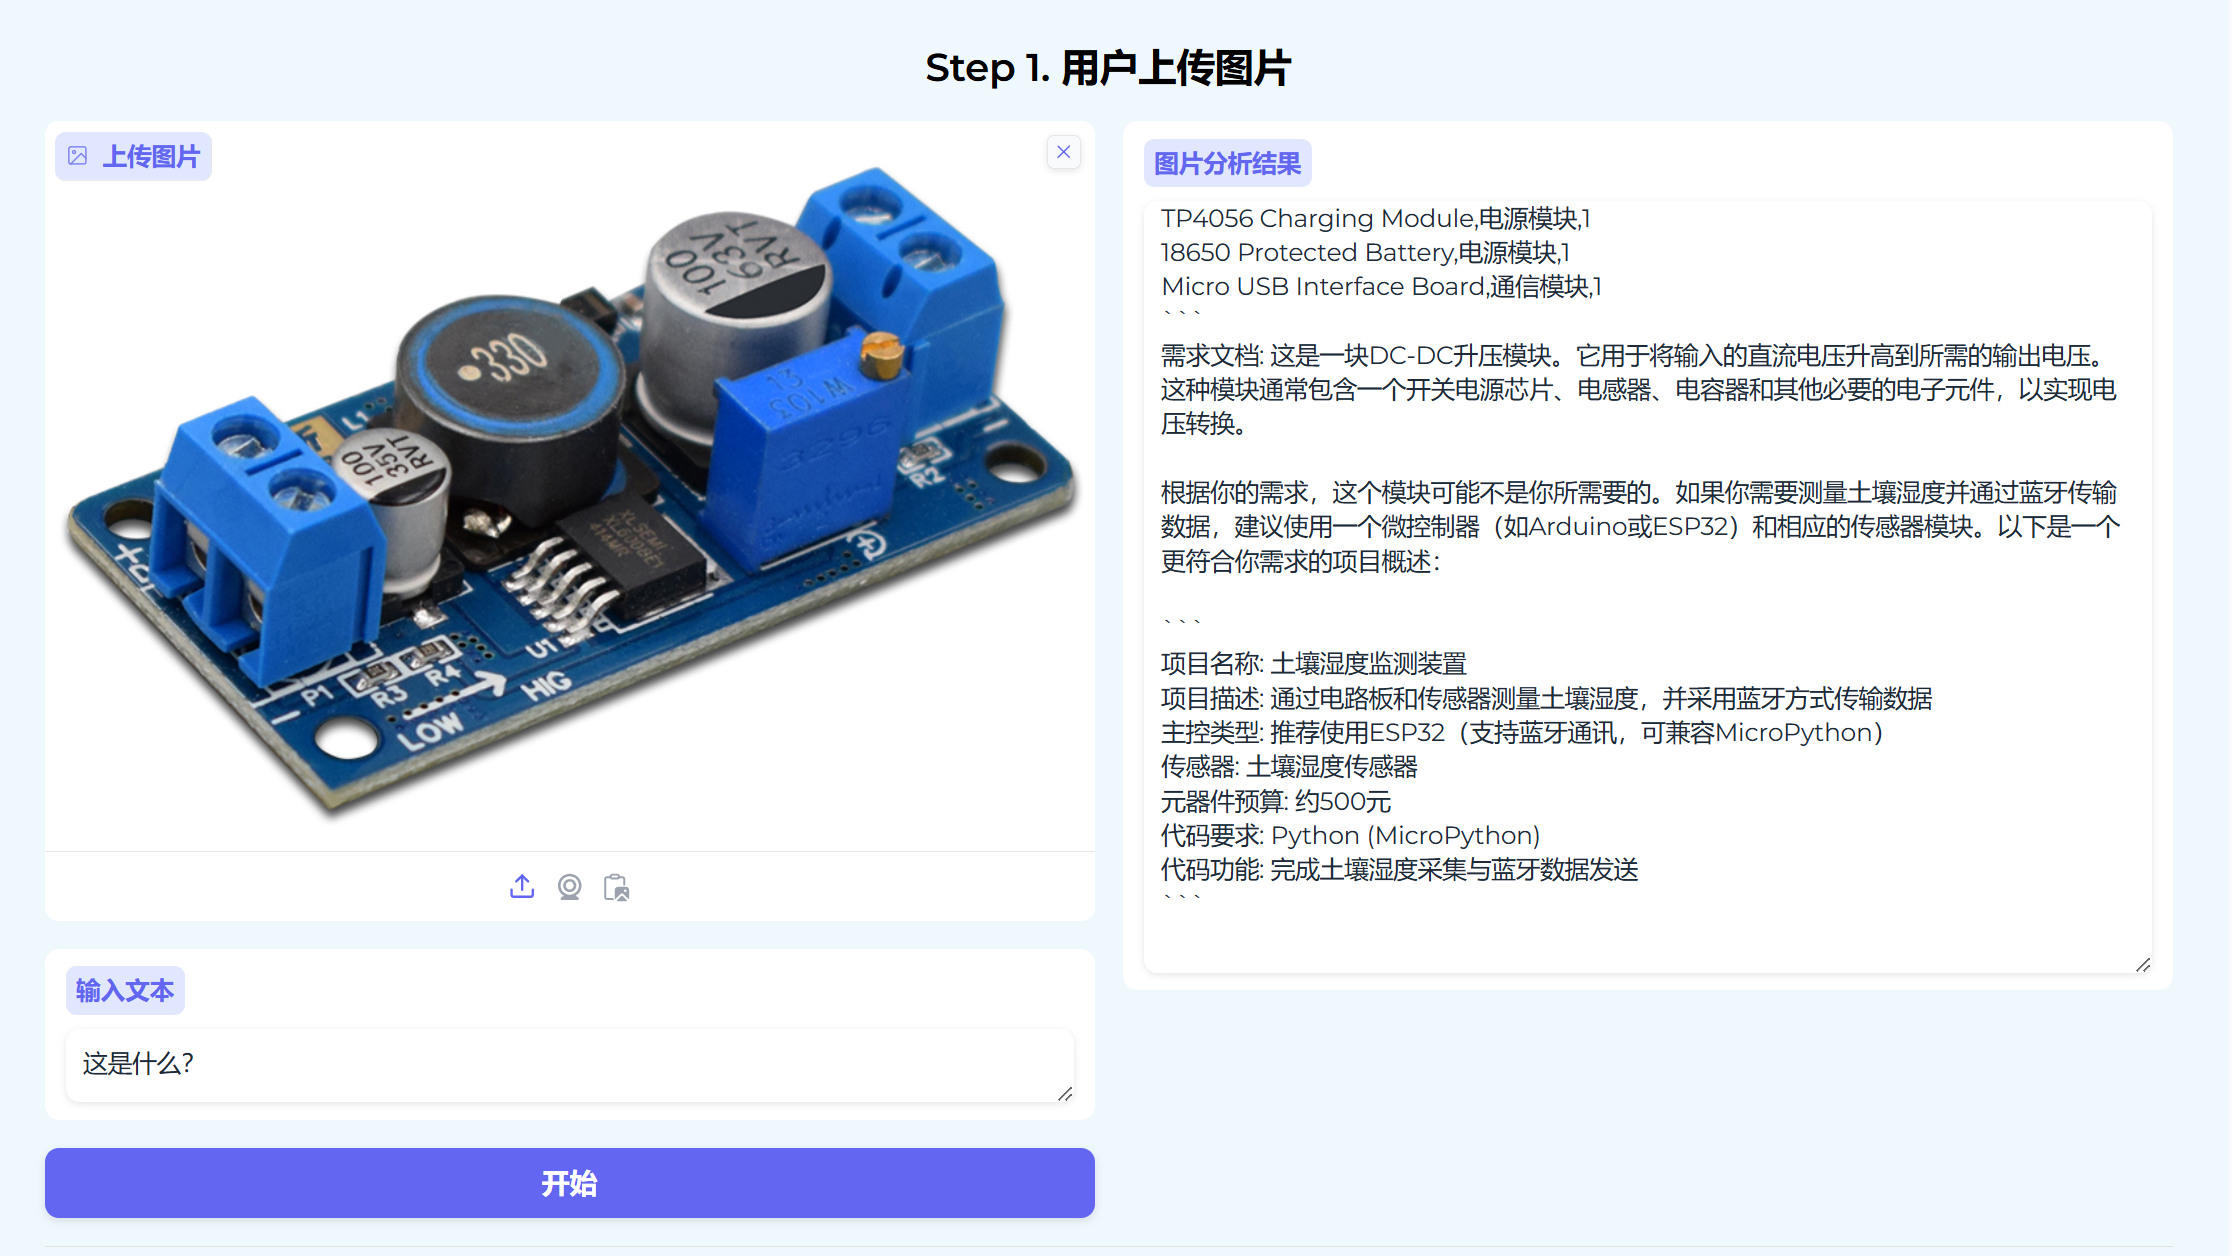 Step 1. 用户上传图片
上传图片
100
63V
RVT
330
13
W103
3296
L1
100
35V
RVT
R2
XLSEMI
XL6008E1
U1
P1
R3
R4
HIG
LOW
输入文本
这是什么？
开始
图片分析结果
TP4056 Charging Module,电源模块,1
18650 Protected Battery,电源模块,1
Micro USB Interface Board,通信模块,1
```
需求文档: 这是一块DC-DC升压模块。它用于将输入的直流电压升高到所需的输出电压。
这种模块通常包含一个开关电源芯片、电感器、电容器和其他必要的电子元件，以实现电
压转换。
根据你的需求，这个模块可能不是你所需要的。如果你需要测量土壤湿度并通过蓝牙传输
数据，建议使用一个微控制器（如Arduino或ESP32）和相应的传感器模块。以下是一个
更符合你需求的项目概述：
```
项目名称: 土壤湿度监测装置
项目描述: 通过电路板和传感器测量土壤湿度，并采用蓝牙方式传输数据
主控类型: 推荐使用ESP32（支持蓝牙通讯，可兼容MicroPython）
传感器: 土壤湿度传感器
元器件预算: 约500元
代码要求: Python (MicroPython)
代码功能: 完成土壤湿度采集与蓝牙数据发送
```